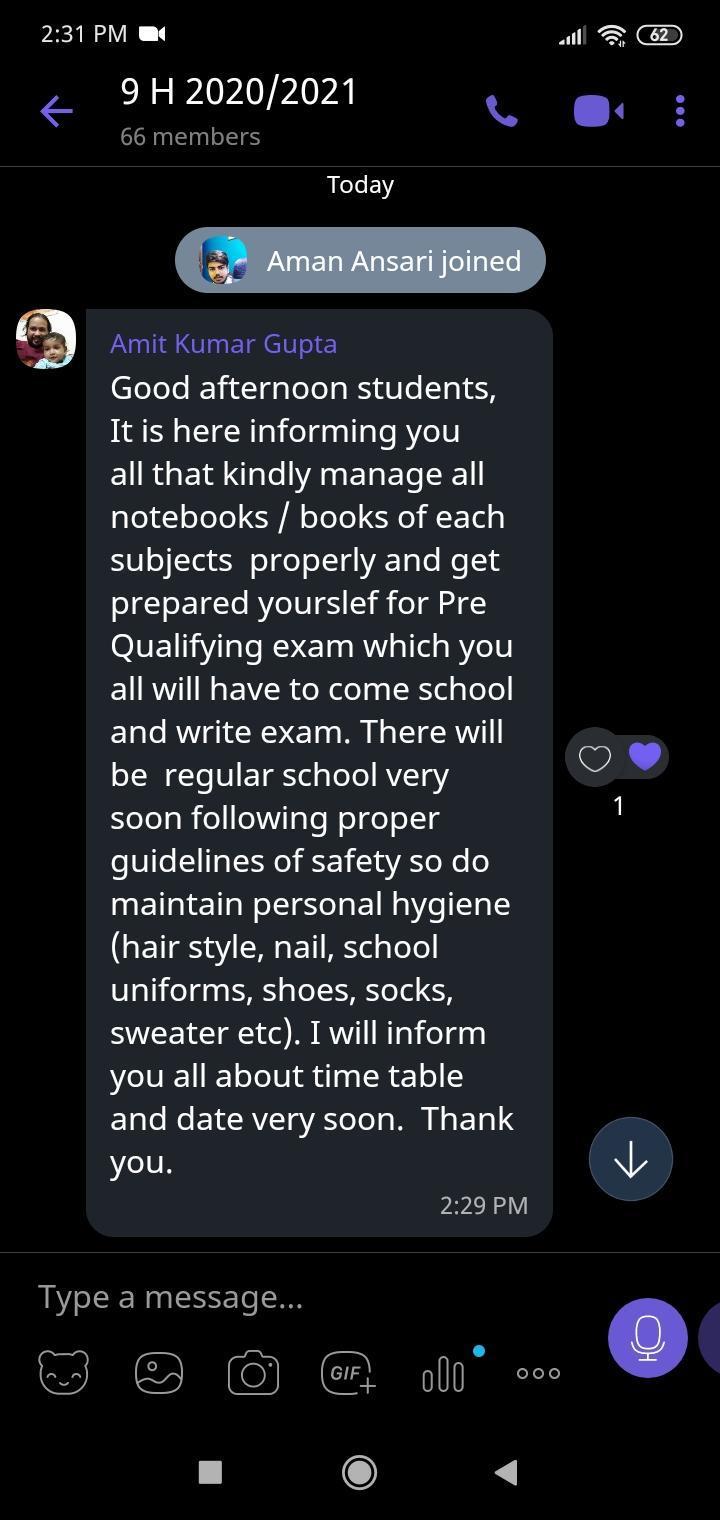 2:31 PM
62
9 H 2020/2021
66 members
Today
Aman Ansari joined
Amit Kumar Gupta
Good afternoon students,
It is here informing you
all that kindly manage all
notebooks / books of each
subjects  properly and get
prepared yourslef for Pre
Qualifying exam which you
all will have to come school
and write exam. There will
be  regular school very
soon following proper
guidelines of safety so do
maintain personal hygiene
(hair style, nail, school
uniforms, shoes, socks,
sweater etc). I will inform
you all about time table
and date very soon.  Thank
you.
2:29 PM
1
Type a message...
GIF